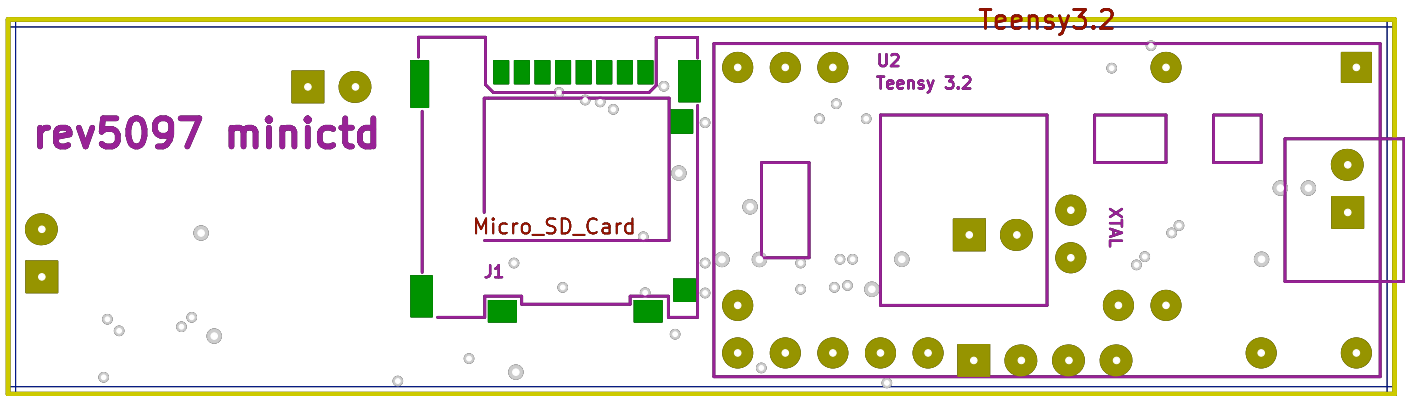 Teensy3.2
U2
Teensy 3.2
rev5097 minictd
Micro_SD_Card
XTAL
J1